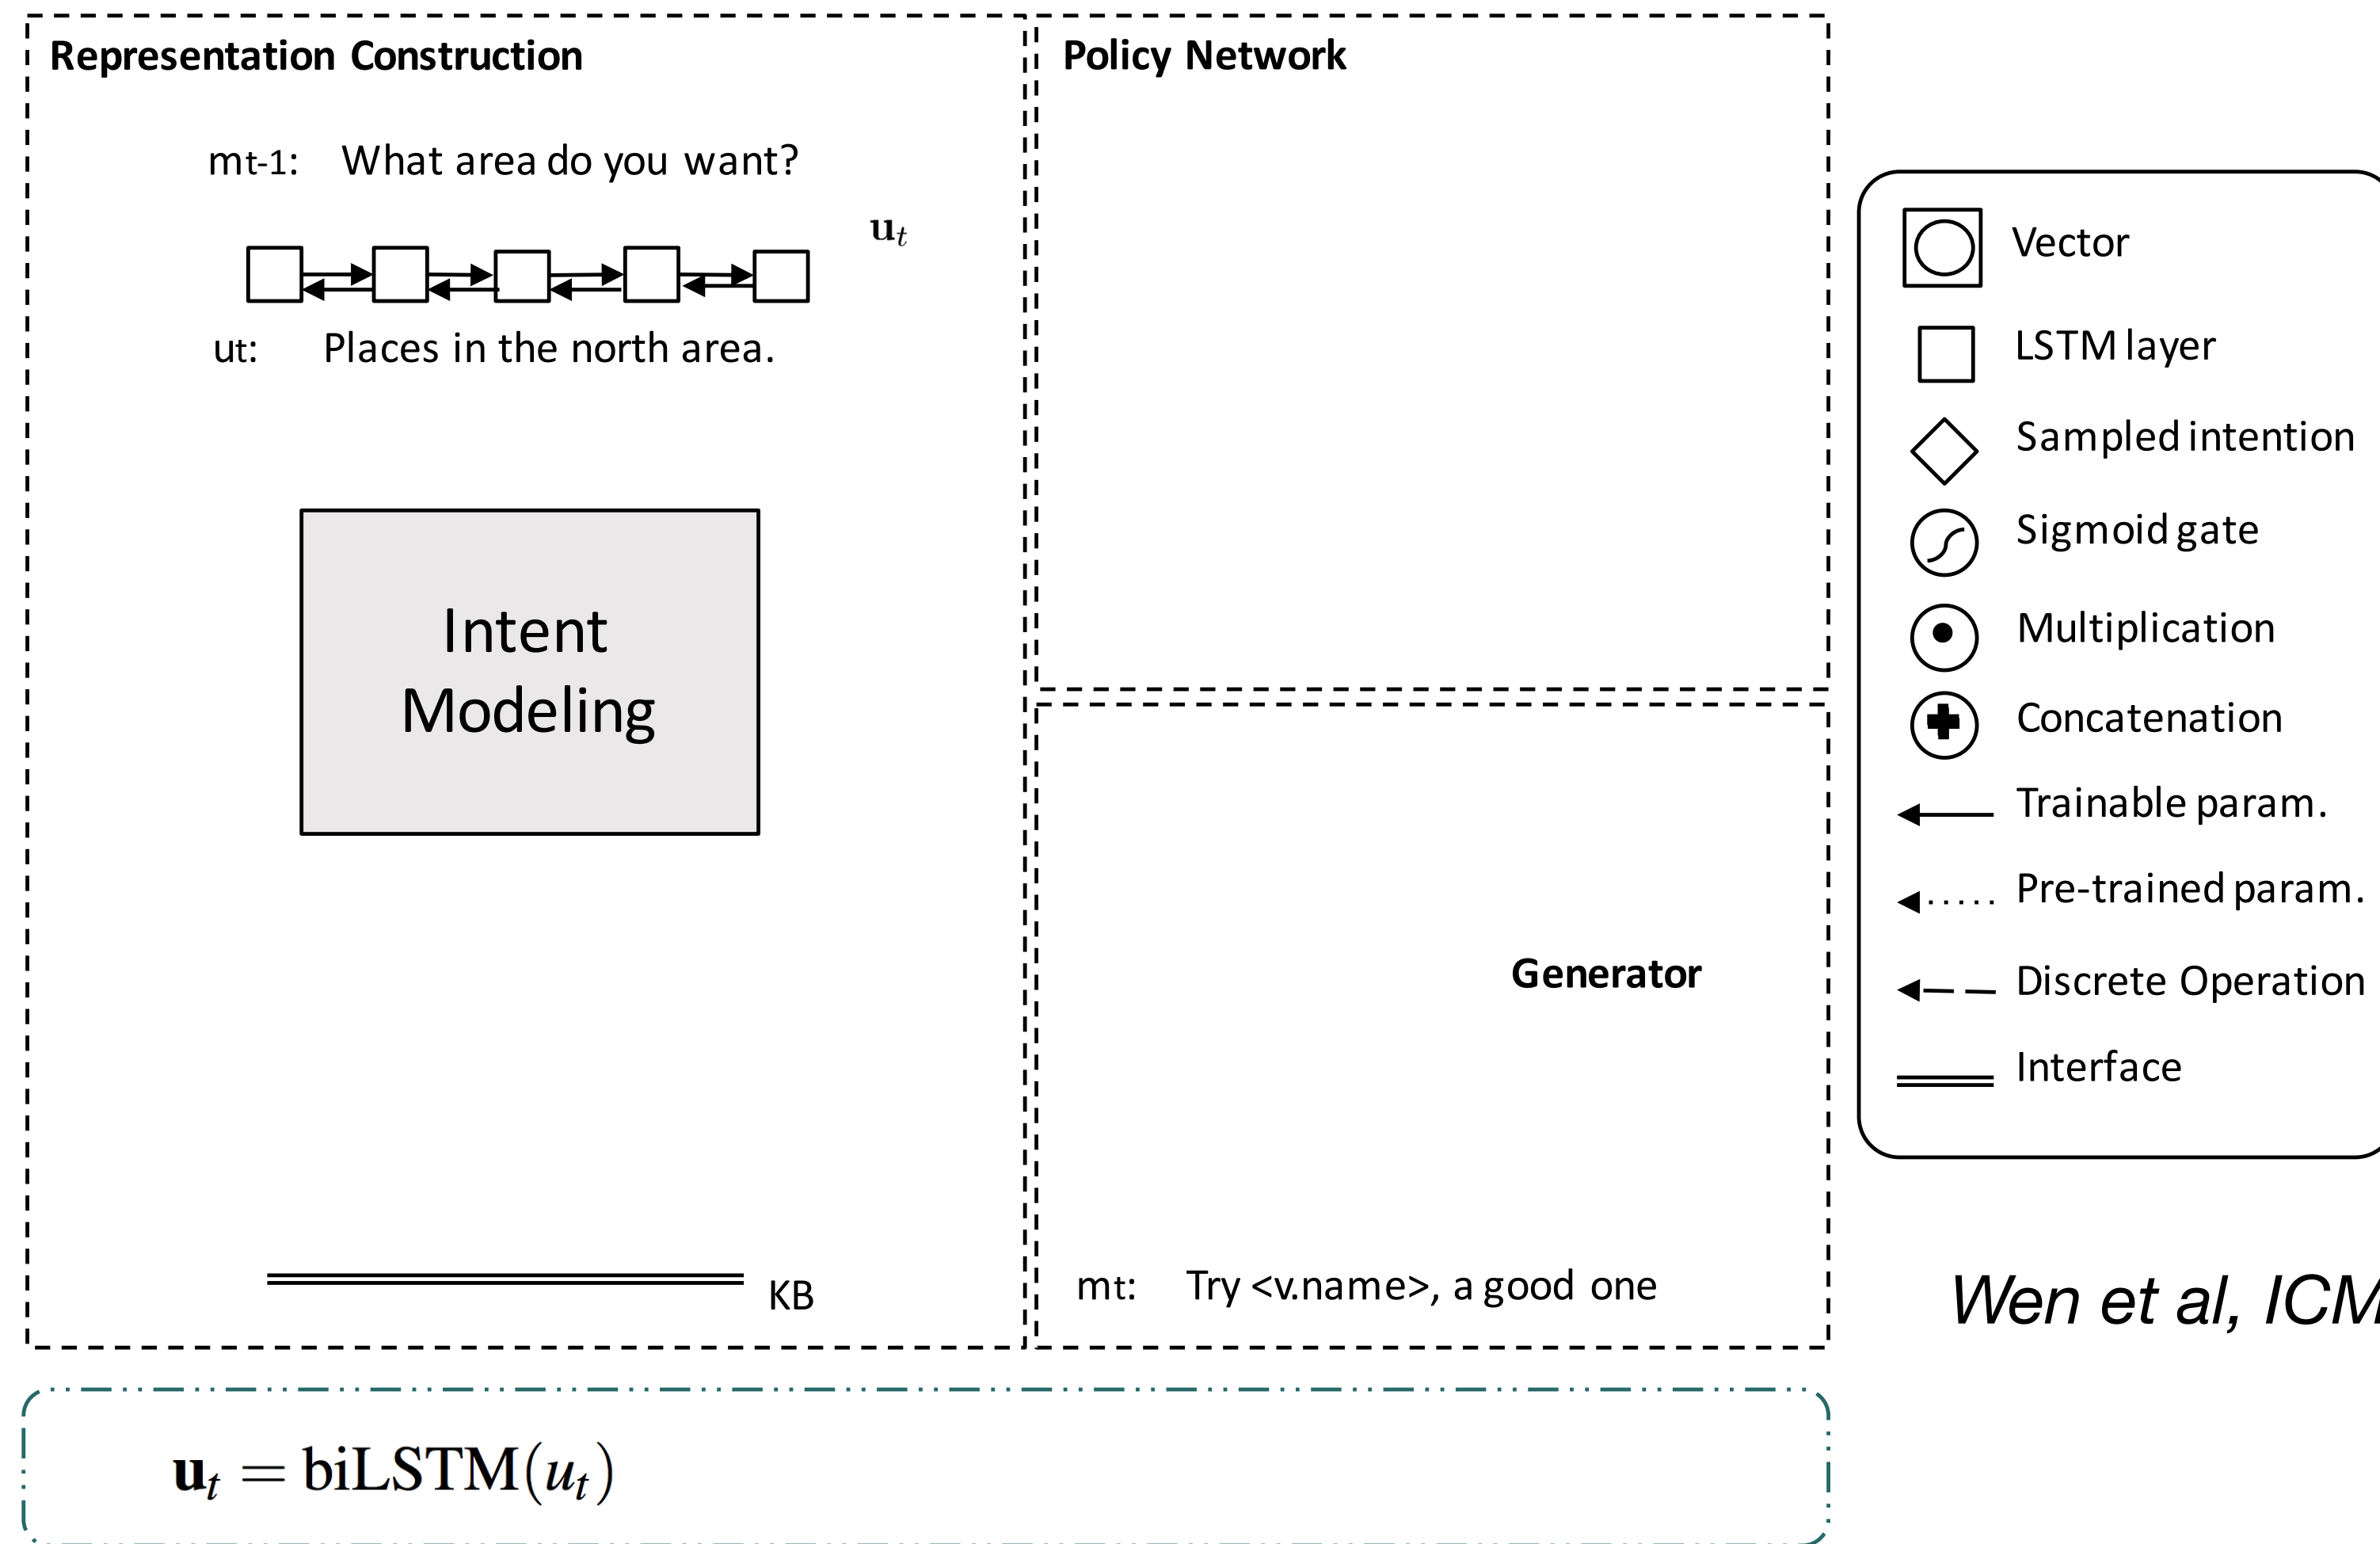 Representation Construction
mt-1: What area do you want?
𝐮t
ut: Places in the north area.
Intent
Modeling
KB
Policy Network
Generator
mt: Try <v.name>, a good one
Vector
LSTM layer
Sampled intention
Sigmoid gate
Multiplication
Concatenation
Trainable param.
Pre-trained param.
Discrete Operation
Interface
Wen et al, ICM
𝐮t = biLSTM(ut)